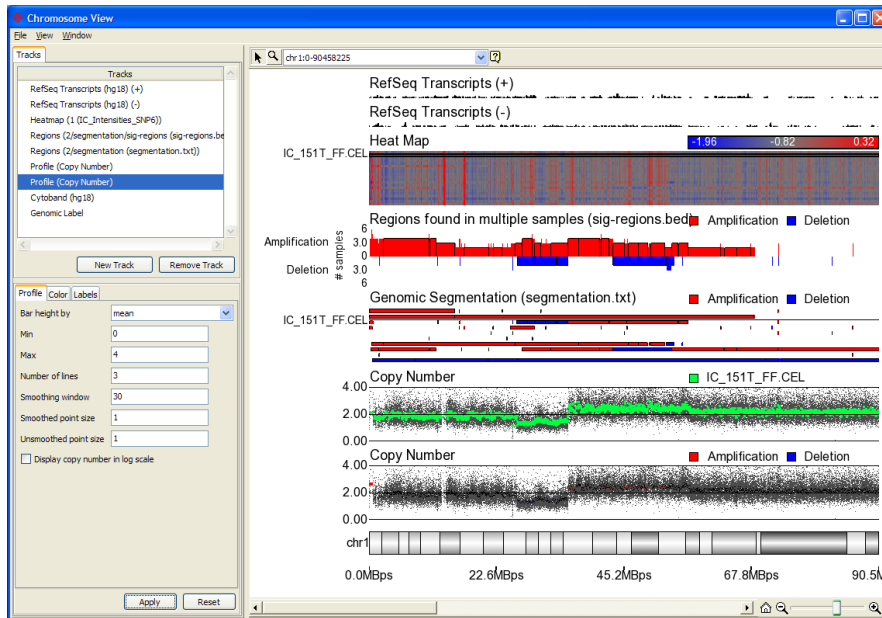 Chromosome View
File View Window
Tracks
Tracks
RefSeq Transcripts (hg18) (+)
RefSeq Transcripts (hg18) (-)
Heatmap (1 (IC_Intensities_SNP6))
Regions (2/segmentation/sig-regions (sig-regions.be
Regions (2/segmentation (segmentation.txt))
Profile (Copy Number)
Profile (Copy Number)
Cytoband (hg18)
Genomic Label
New Track Remove Track
Profile Color Labels
Bar height by mean
Min 0
Max 4
Number of lines 3
Smoothing window 30
Smoothed point size 1
Unsmoothed point size 1
Display copy number in log scale
Apply Reset
chr1:0-90458225
RefSeq Transcripts (+)
RefSeq Transcripts (-)
Heat Map -1.96 -0.82 0.32
IC_151T_FF.CEL
Regions found in multiple samples (sig-regions.bed) Amplification Deletion
Amplification
Deletion
# samples
6
3.0
0
3.0
6
Genomic Segmentation (segmentation.txt) Amplification Deletion
IC_151T_FF.CEL
Copy Number IC_151T_FF.CEL
4.00
2.00
0.00
Copy Number Amplification Deletion
4.00
2.00
0.00
chr1
0.0MBps 22.6MBps 45.2MBps 67.8MBps 90.5M